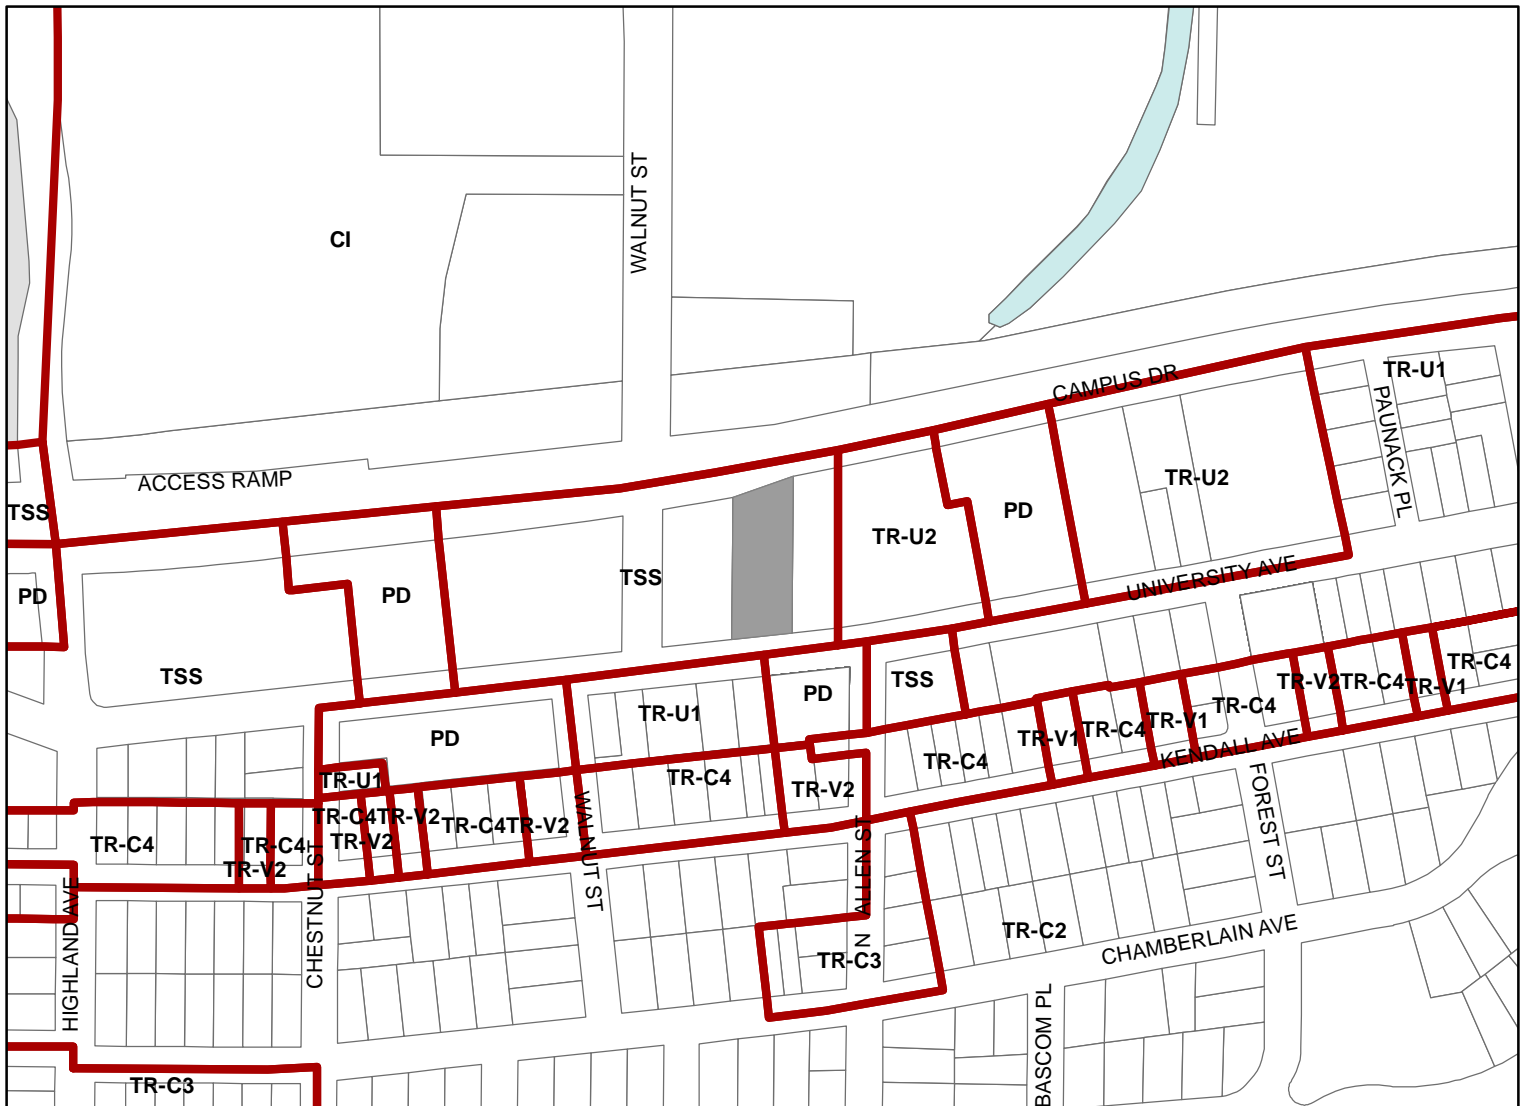 WALNUT ST
CI
CAMPUS DR
TR-U1
PAUNACK PL
ACCESS RAMP
TR-U2
TSS
PD
TR-U2
TSS
PD
PD
UNIVERSITY AVE
TSS
TSS
PD
TR-C4
TR-V2
TR-C4
TR-V1
TR-C4
TR-U1
PD
TR-V1
TR-C4
TR-V1
KENDALL AVE
TR-U1
TR-C4
TR-V2
TR-C4
FOREST ST
TR-C4
TR-V2
TR-C4
TR-V2
WALNUT ST
TR-C4
TR-C4
TR-V2
TR-V2
CHESTNUT ST
HIGHLAND AVE
N ALLEN ST
TR-C2
CHAMBERLAIN AVE
TR-C3
BASCOM PL
TR-C3